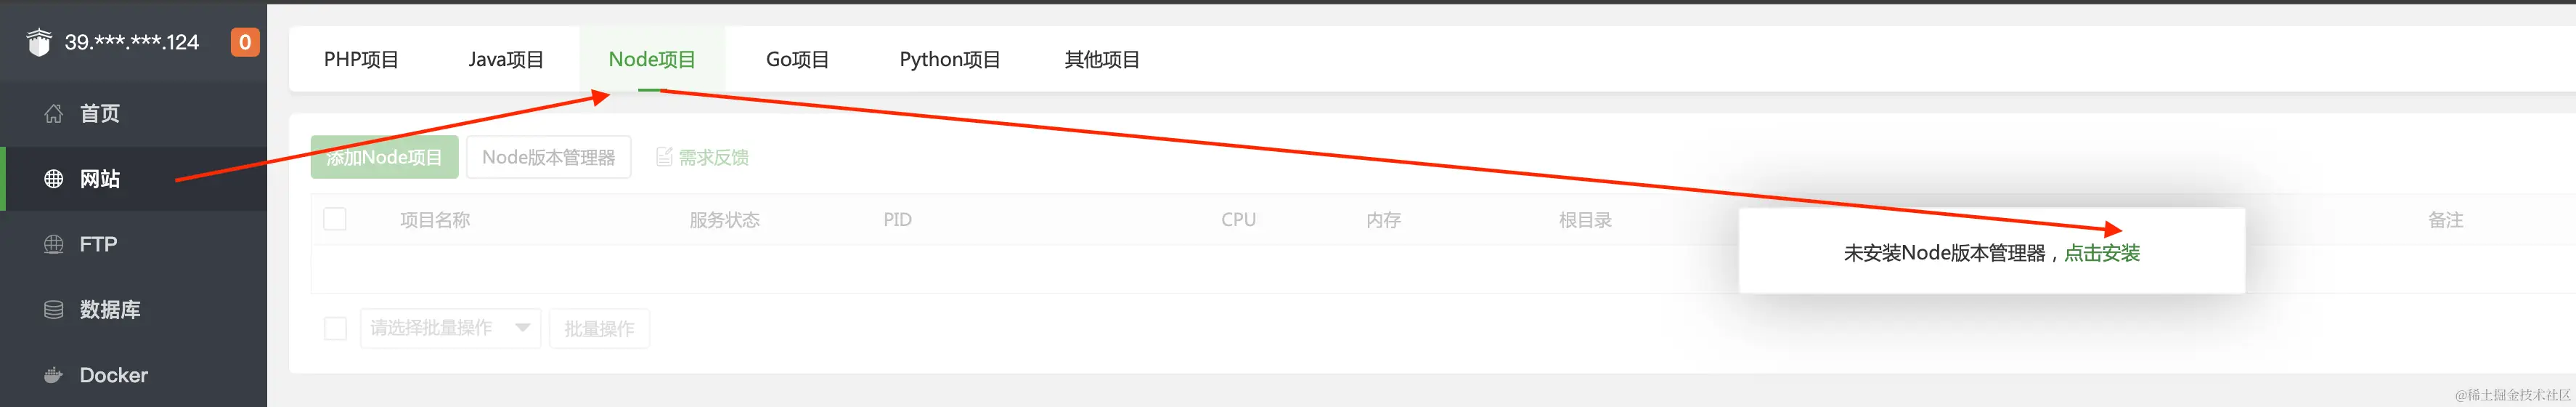 39.***.***.124 0
首页
网站
FTP
数据库
Docker
PHP项目 Java项目 Node项目 Go项目 Python项目 其他项目
添加Node项目 Node版本管理器 需求反馈
项目名称 服务状态 PID CPU 内存 根目录 备注
未安装Node版本管理器，点击安装
请选择批量操作 批量操作
@稀土掘金技术社区